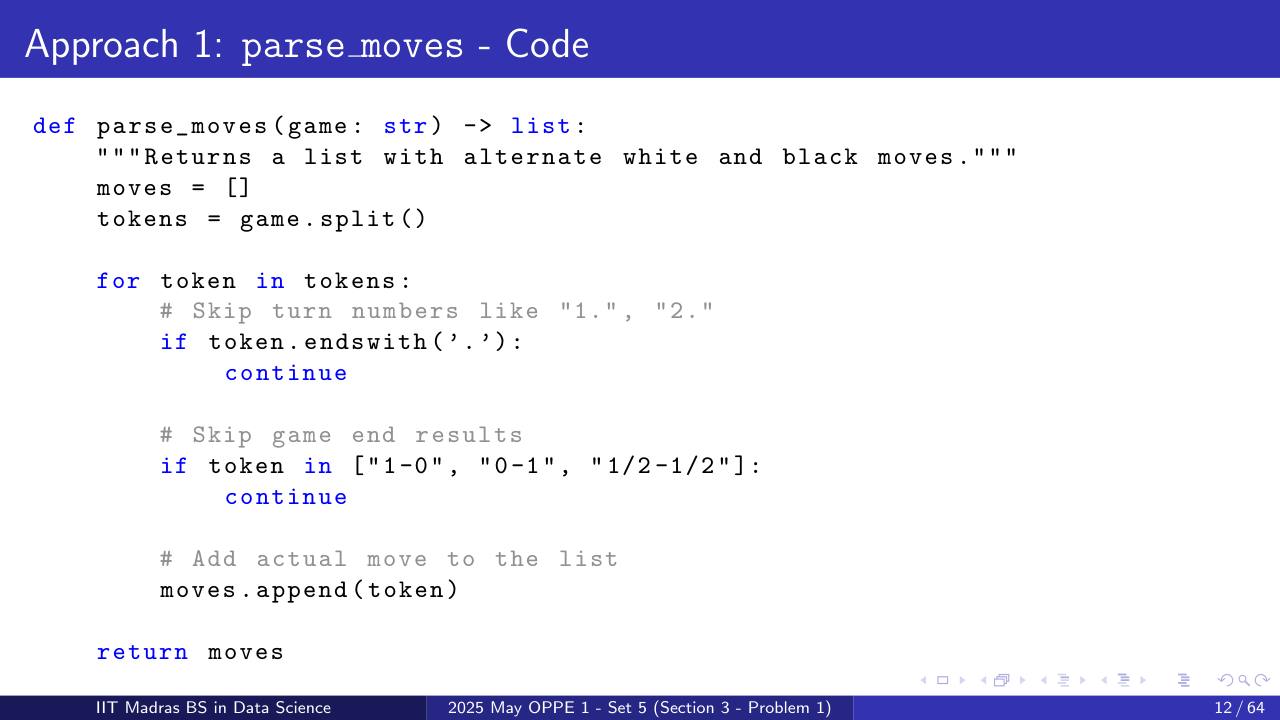 Approach 1: parse_moves - Code
def parse_moves(game: str) -> list:
    """Returns a list with alternate white and black moves."""
    moves = []
    tokens = game.split()
    for token in tokens:
        # Skip turn numbers like "1.", "2."
        if token.endswith('.'):
            continue
        # Skip game end results
        if token in ["1-0", "0-1", "1/2-1/2"]:
            continue
        # Add actual move to the list
        moves.append(token)
    return moves
IIT Madras BS in Data Science
2025 May OPPE 1 - Set 5 (Section 3 - Problem 1)
12 / 64